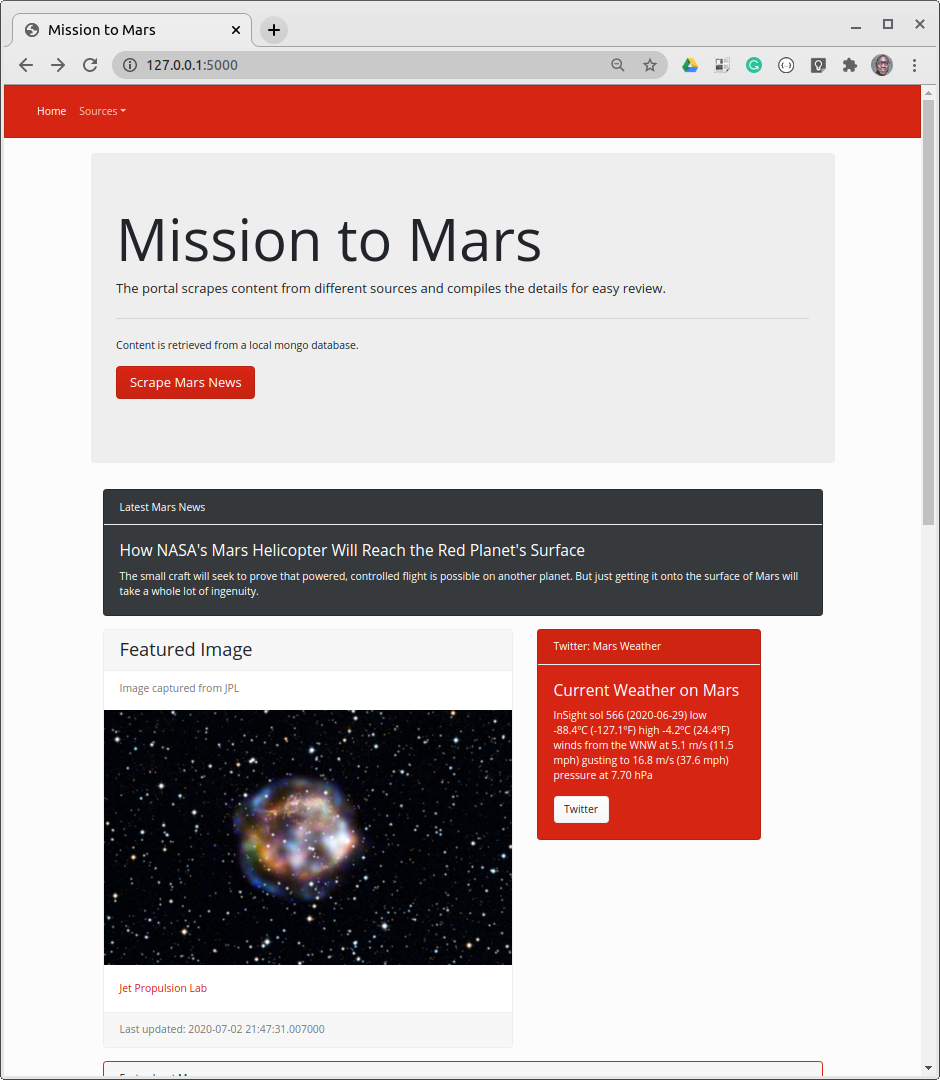 Mission to Mars
127.0.0.1:5000
Home Sources
Mission to Mars
The portal scrapes content from different sources and compiles the details for easy review.
Content is retrieved from a local mongo database.
Scrape Mars News
Latest Mars News
How NASA's Mars Helicopter Will Reach the Red Planet's Surface
The small craft will seek to prove that powered, controlled flight is possible on another planet. But just getting it onto the surface of Mars will
take a whole lot of ingenuity.
Featured Image
Image captured from JPL
Jet Propulsion Lab
Last updated: 2020-07-02 21:47:31.007000
Twitter: Mars Weather
Current Weather on Mars
InSight sol 566 (2020-06-29) low
-88.4ºC (-127.1ºF) high -4.2ºC (24.4ºF)
winds from the WNW at 5.1 m/s (11.5
mph) gusting to 16.8 m/s (37.6 mph)
pressure at 7.70 hPa
Twitter